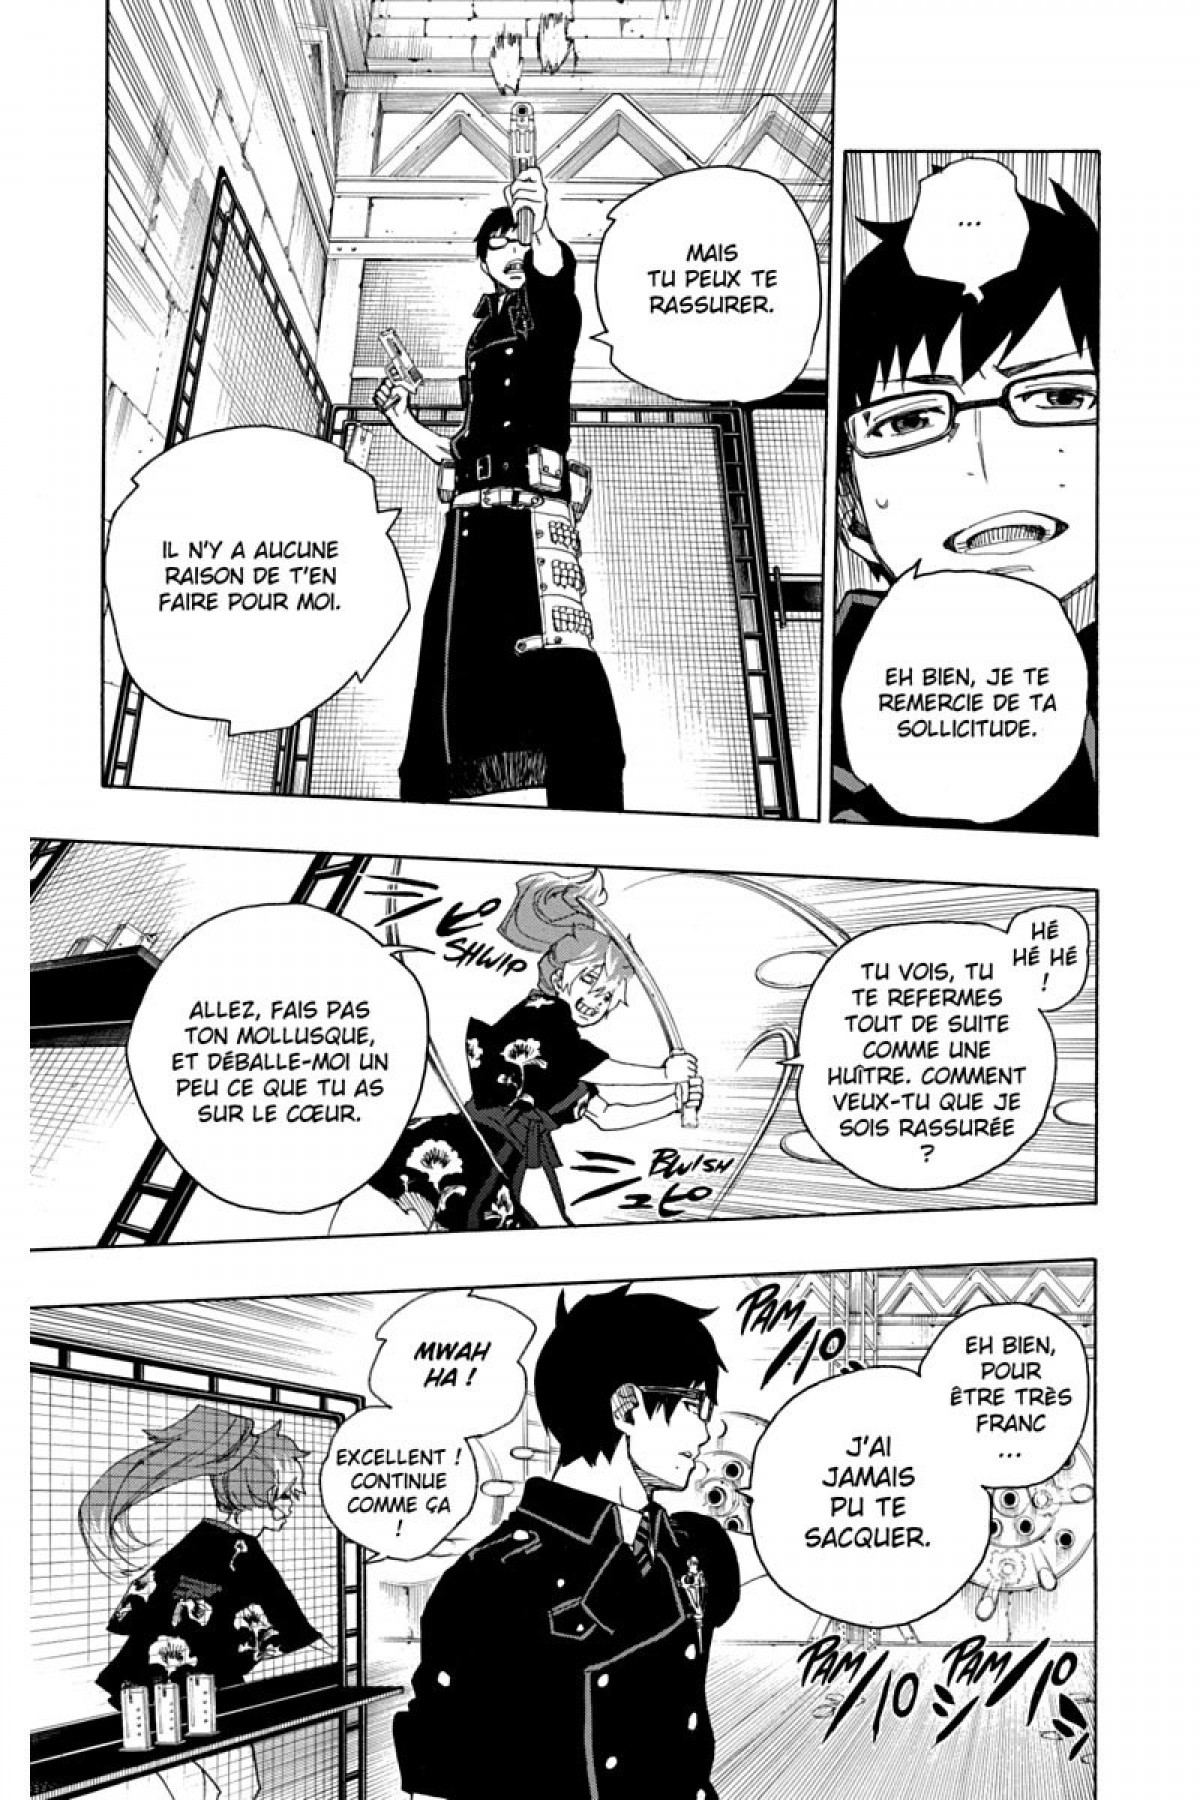 ...
EH BIEN, JE TE
REMERCIE DE TA
SOLLICITUDE.
MAIS
TU PEUX TE
RASSURER.
IL N'Y A AUCUNE
RAISON DE T'EN
FAIRE POUR MOI.
HÉ
HÉ HÉ
!
TU VOIS, TU
TE REFERMES
TOUT DE SUITE
COMME UNE
HUÎTRE. COMMENT
VEUX-TU QUE JE
SOIS RASSURÉE
?
SHWIP
BWISH
ALLEZ, FAIS PAS
TON MOLLUSQUE,
ET DÉBALLE-MOI UN
PEU CE QUE TU AS
SUR LE CŒUR.
EH BIEN,
POUR
ÊTRE TRÈS
FRANC
...
PAM
J'AI
JAMAIS
PU TE
SACQUER.
PAM
PAM
MWAH
HA !
EXCELLENT !
CONTINUE
COMME ÇA
!